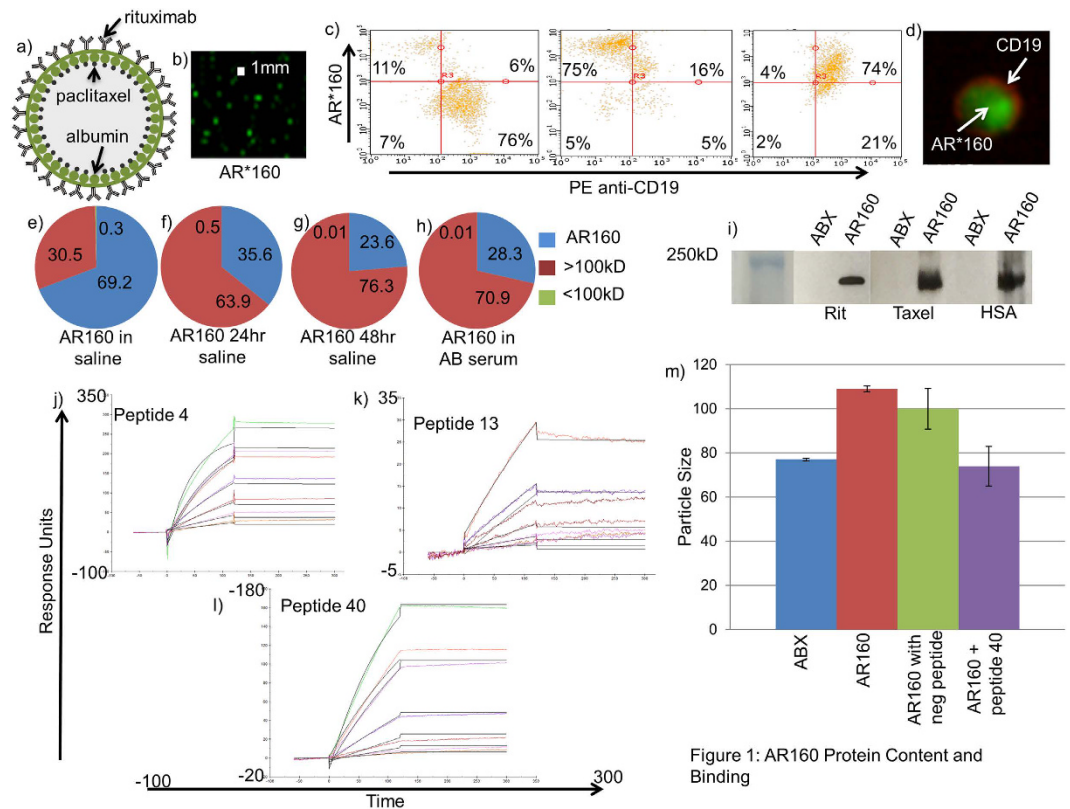 a)
rituximab
paclitaxel
albumin
b)
1mm
AR*160
c)
AR*160
11%
6%
7%
76%
R3
75%
16%
5%
5%
R3
4%
74%
2%
21%
R3
PE anti-CD19
d)
CD19
AR*160
e)
0.3
30.5
69.2
AR160 in
saline
f)
0.5
35.6
63.9
AR160 24hr
saline
g)
0.01
23.6
76.3
AR160 48hr
saline
h)
0.01
28.3
70.9
AR160 in
AB serum
AR160
>100kD
<100kD
i)
250kD
ABX
AR160
ABX
AR160
ABX
AR160
Rit
Taxel
HSA
j)
350
Peptide 4
-100
k)
35
Peptide 13
-5
l)
-180
Peptide 40
-20
Response Units
-100
Time
300
m)
Particle Size
120
100
80
60
40
20
0
ABX
AR160
AR160 with
neg peptide
AR160 +
peptide 40
Figure 1: AR160 Protein Content and
Binding